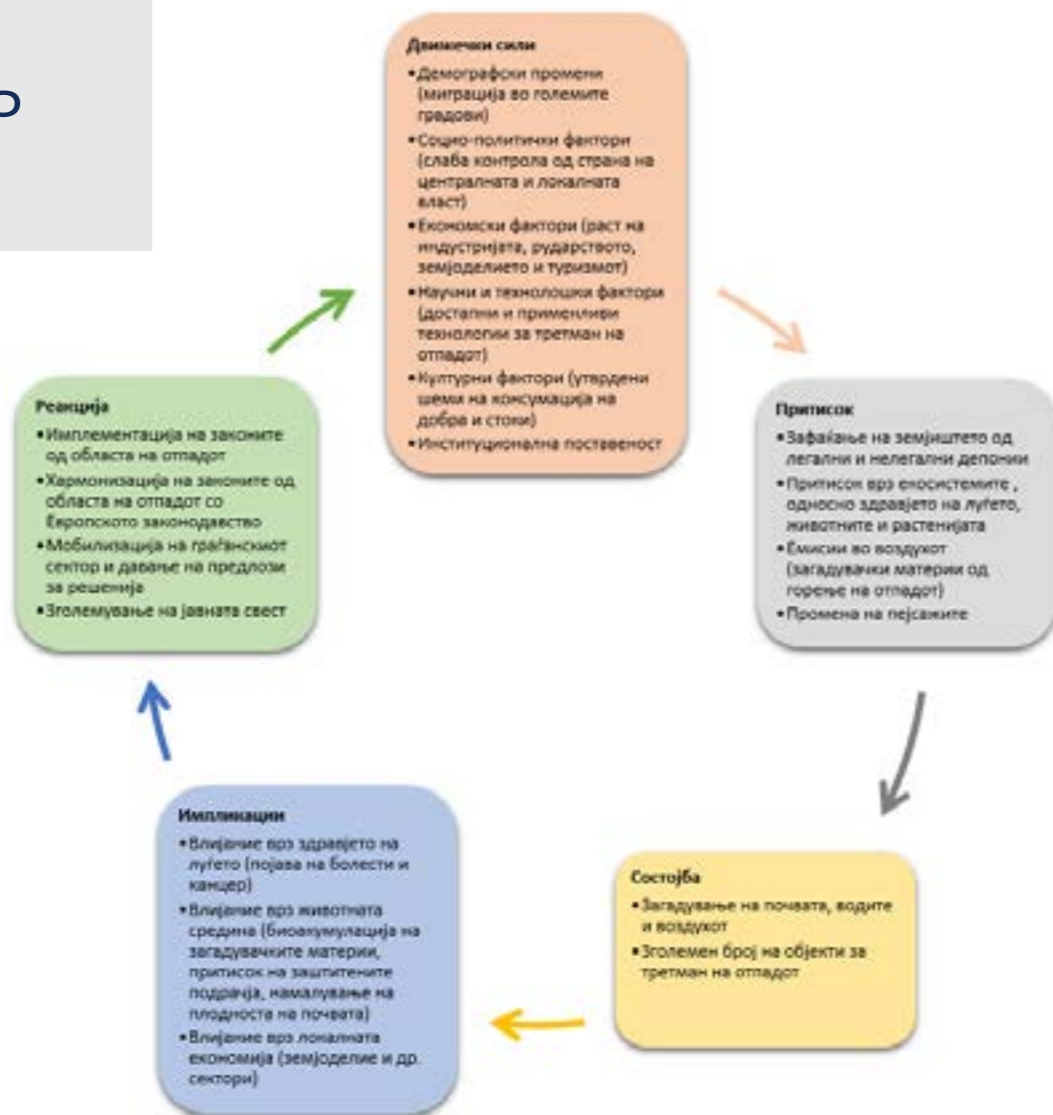 Р
Движечки сили
•Демографски промени
(миграција во големите
градови)
•Социо-политички фактори
(слаба контрола од страна на
централната и локалната
власт)
•Економски фактори (раст на
индустријата, рударството,
земјоделието и туризмот)
•Научни и технолошки фактори
(достапни и применливи
технологии за третман на
отпадот)
•Културни фактори (утврдени
шеми на консумација на
добра и стоки)
•Институционална поставеност
Притисок
•Зафаќање на земјиштето од
легални и нелегални депонии
•Притисок врз екосистемите ,
односно здравјето на луѓето,
животните и растенијата
•Емисии во воздухот
(загадувачки материи од
горење на отпадот)
•Промена на пејсажите
Состојба
•Загадување на почвата, водите
и воздухот
•Зголемен број на објекти за
третман на отпадот
Импликации
•Влијание врз здравјето на
луѓето (појава на болести и
канцер)
•Влијание врз животната
средина (биоакумулација на
загадувачките материи,
притисок на заштитените
подрачја, намалување на
плодноста на почвата)
•Влијание врз локалната
економија (земјоделие и др.
сектори)
Реакција
•Имплементација на законите
од областа на отпадот
•Хармонизација на законите од
областа на отпадот со
Европското законодавство
•Мобилизација на граѓанскиот
сектор и давање на предлози
за решенија
•Зголемување на јавната свест